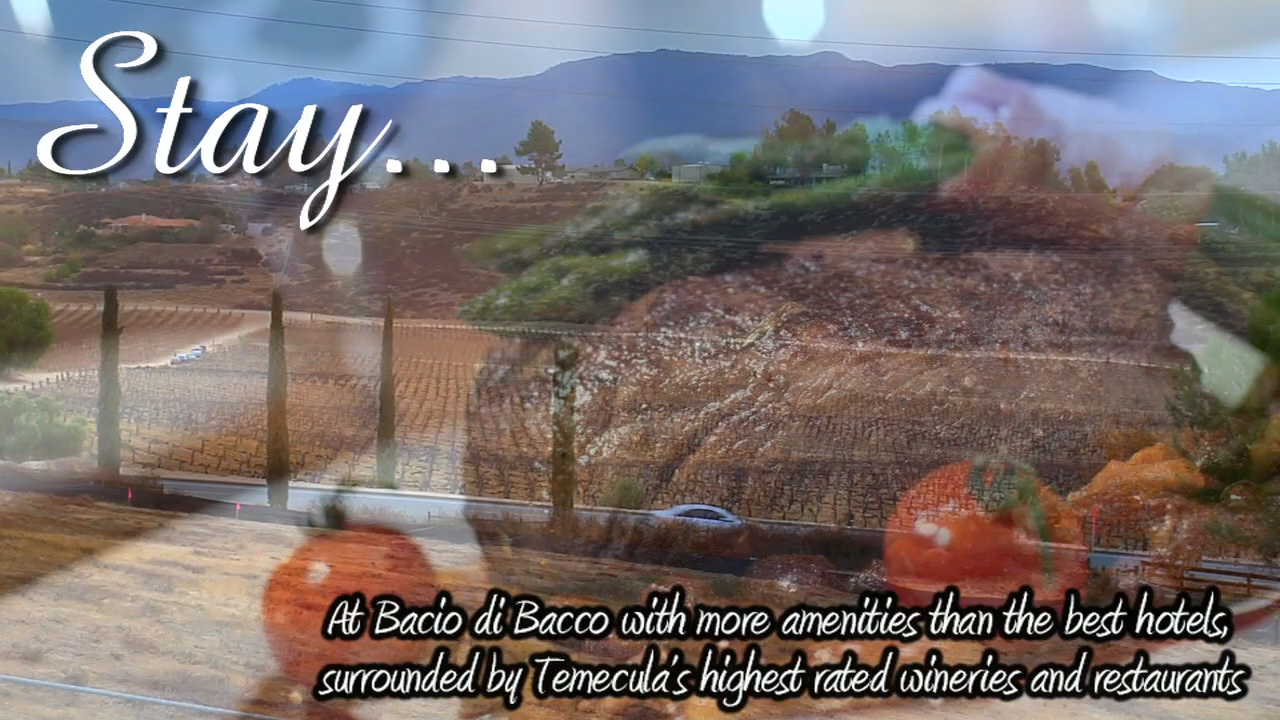 Stay...
At Bacio di Bacco with more amenities than the best hotels,
surrounded by Temecula's highest rated wineries and restaurants